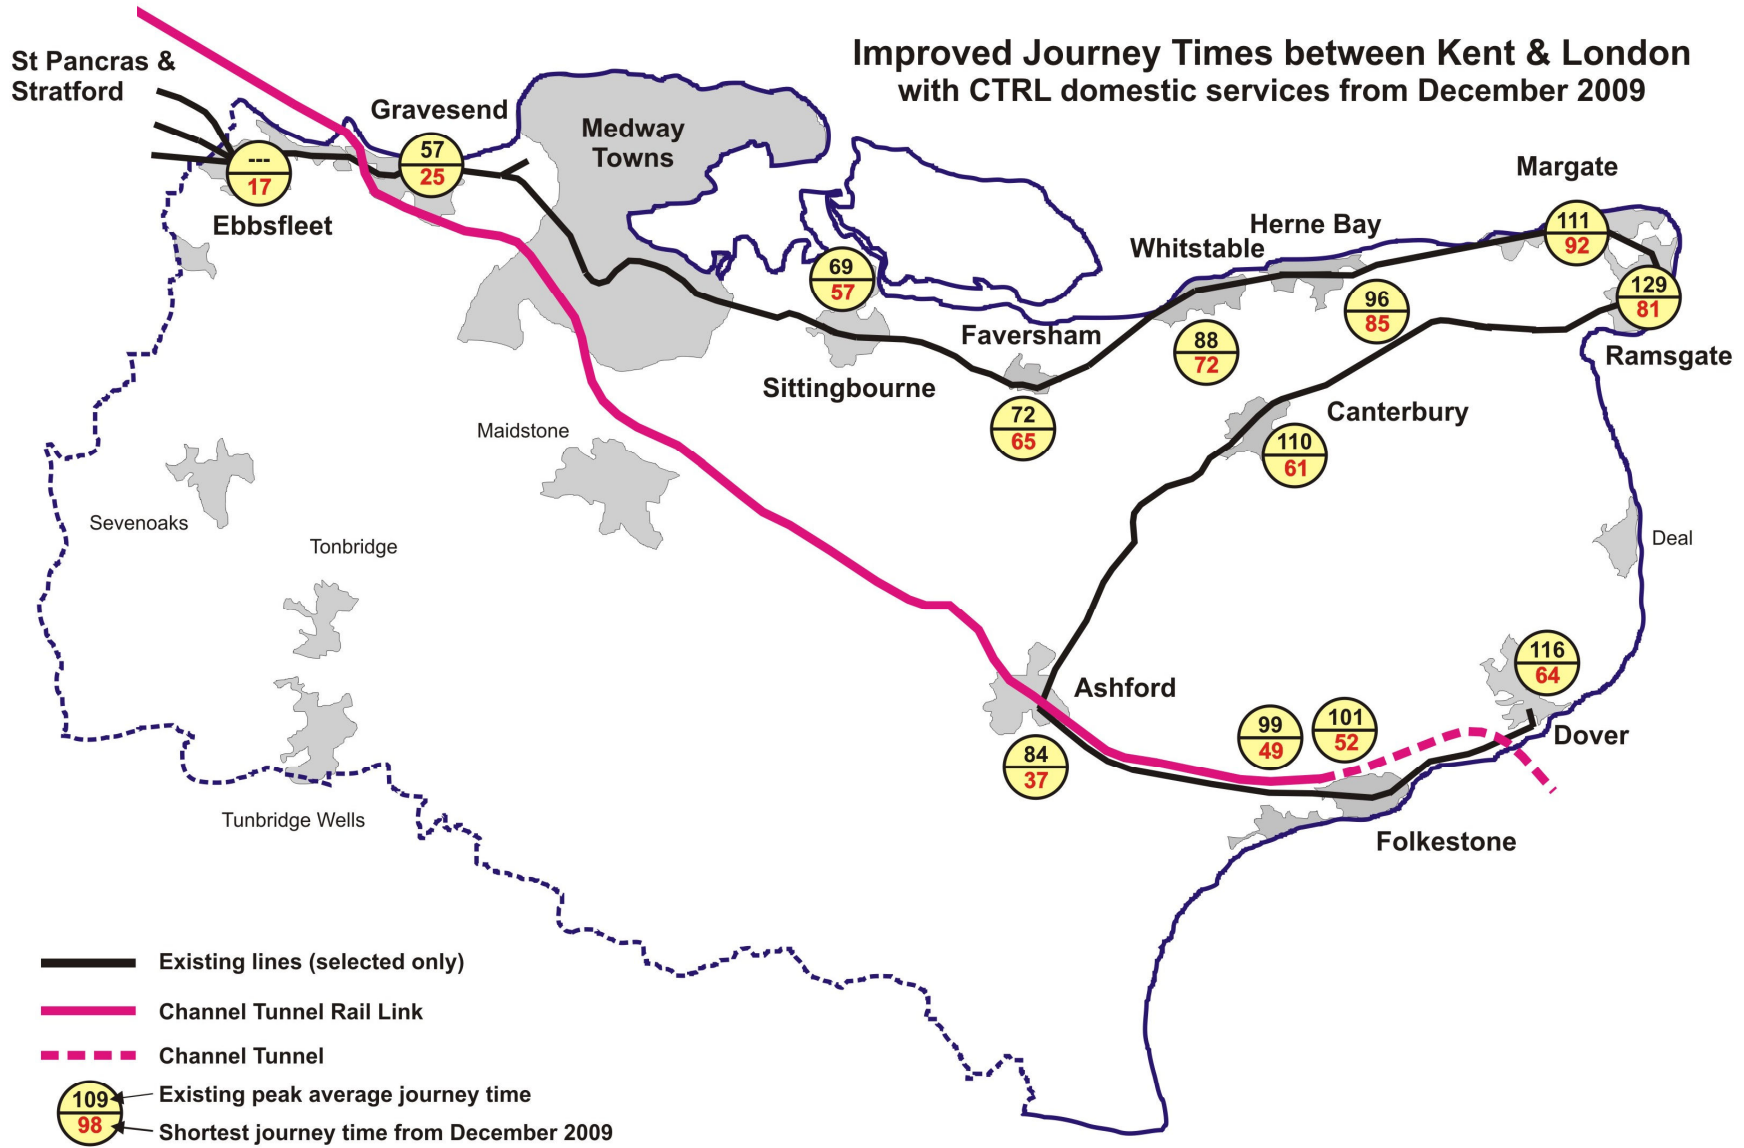 Improved Journey Times between Kent & London
with CTRL domestic services from December 2009
St Pancras &
Stratford
Gravesend
57
25
---
17
Ebbsfleet
Medway
Towns
Margate
111
92
Herne Bay
Whitstable
69
57
129
81
96
85
Faversham
88
72
Ramsgate
Sittingbourne
72
65
Canterbury
110
61
Maidstone
Sevenoaks
Tonbridge
Deal
116
64
Ashford
99
49
101
52
Dover
84
37
Tunbridge Wells
Folkestone
Existing lines (selected only)
Channel Tunnel Rail Link
Channel Tunnel
109
98
Existing peak average journey time
Shortest journey time from December 2009